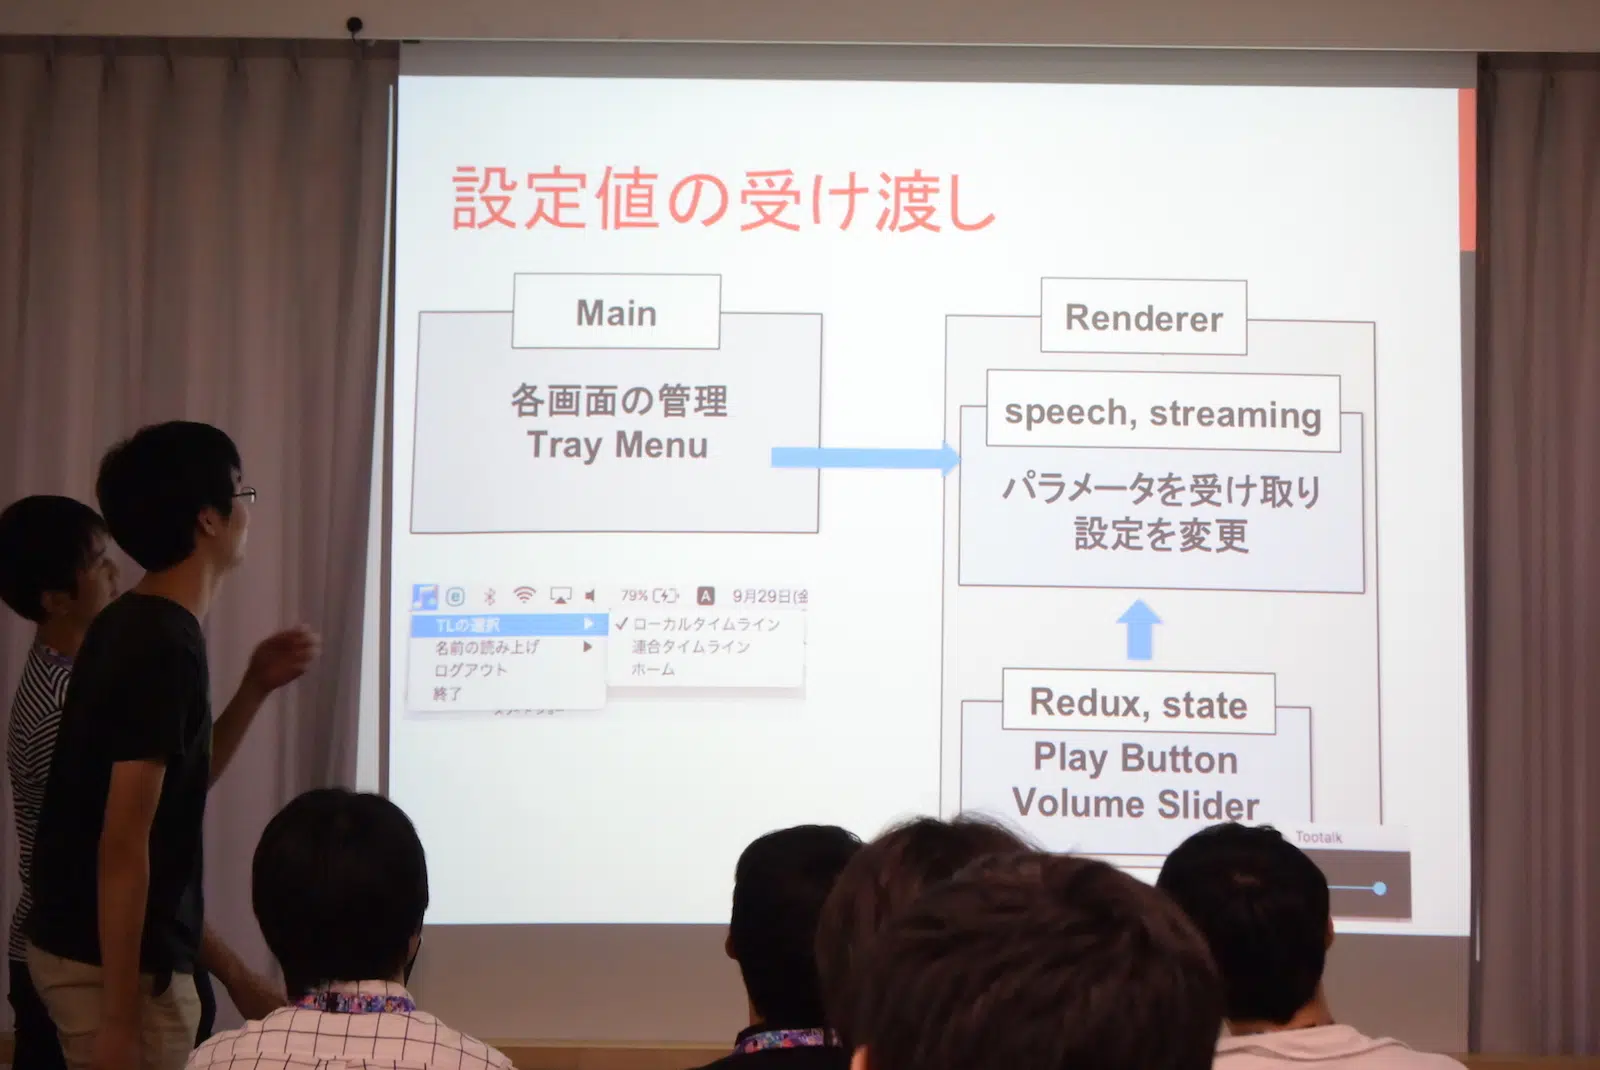 設定値の受け渡し
Main
各画面の管理
Tray Menu
Renderer
speech, streaming
パラメータを受け取り
設定を変更
Redux, state
Play Button
Volume Slider
79% A 9月29日(金
TLの選択
名前の読み上げ
ログアウト
終了
✓ローカルタイムライン
連合タイムライン
ホーム
Tootalk